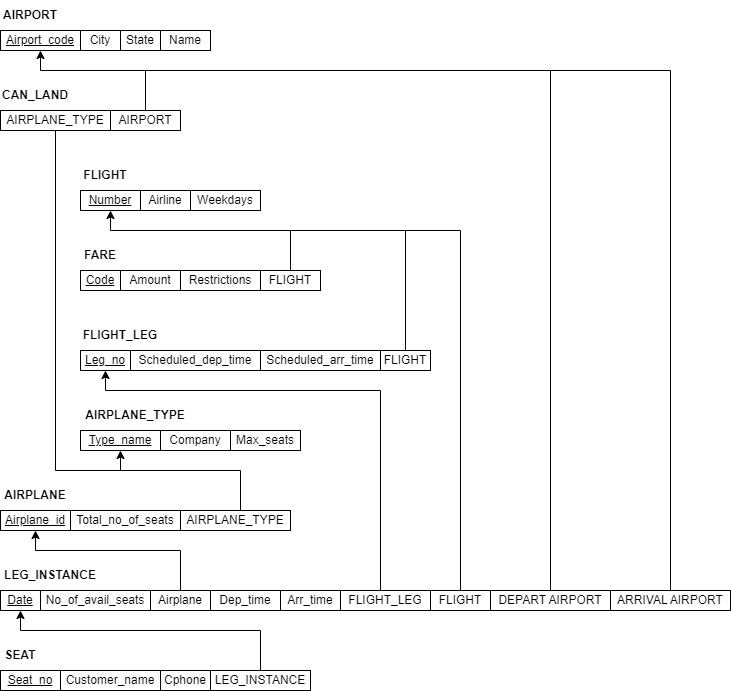 AIRPORT
Airport_code City State Name
CAN_LAND
AIRPLANE_TYPE AIRPORT
FLIGHT
Number Airline Weekdays
FARE
Code Amount Restrictions FLIGHT
FLIGHT_LEG
Leg_no Scheduled_dep_time Scheduled_arr_time FLIGHT
AIRPLANE_TYPE
Type_name Company Max_seats
AIRPLANE
Airplane_id Total_no_of_seats AIRPLANE_TYPE
LEG_INSTANCE
Date No_of_avail_seats Airplane Dep_time Arr_time FLIGHT_LEG FLIGHT DEPART AIRPORT ARRIVAL AIRPORT
SEAT
Seat_no Customer_name Cphone LEG_INSTANCE